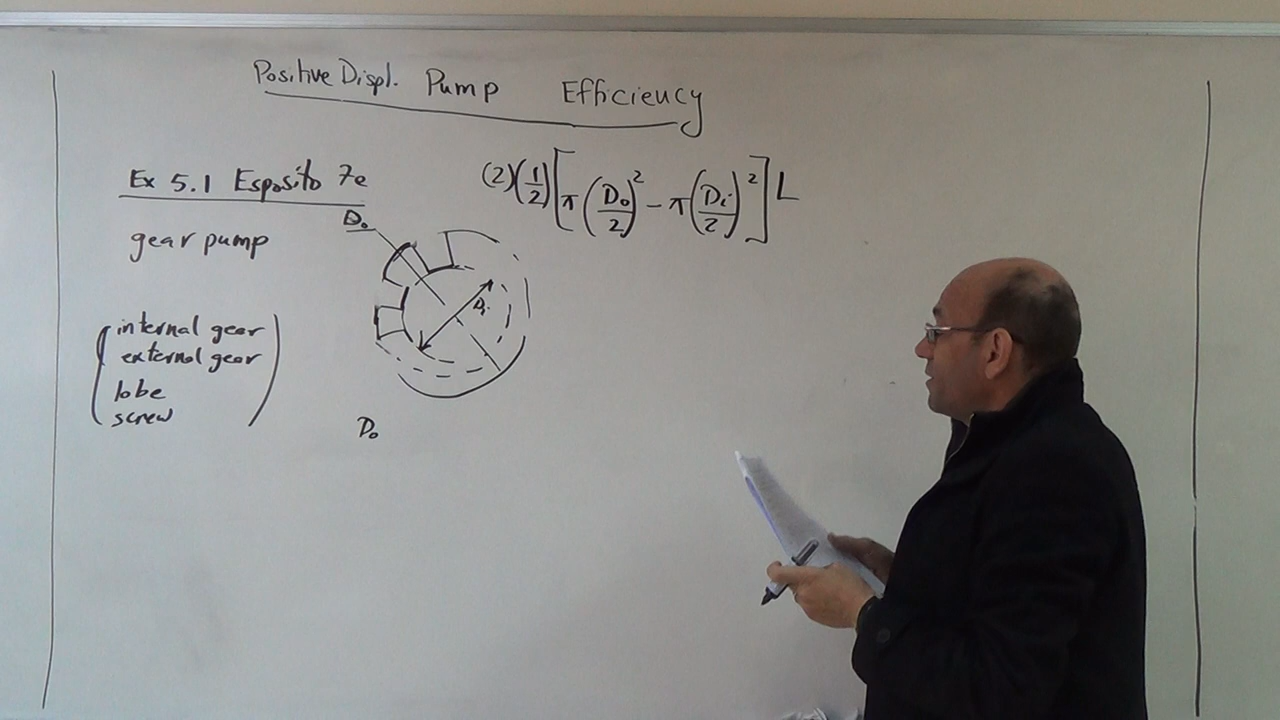 Positive Displ. Pump Efficiency
Ex 5.1 Esposito 7e
gear pump
(2)(1/2)[π(Do/2)² − π(Di/2)²] L
Do
Di
internal gear
external gear
lobe
screw
Do